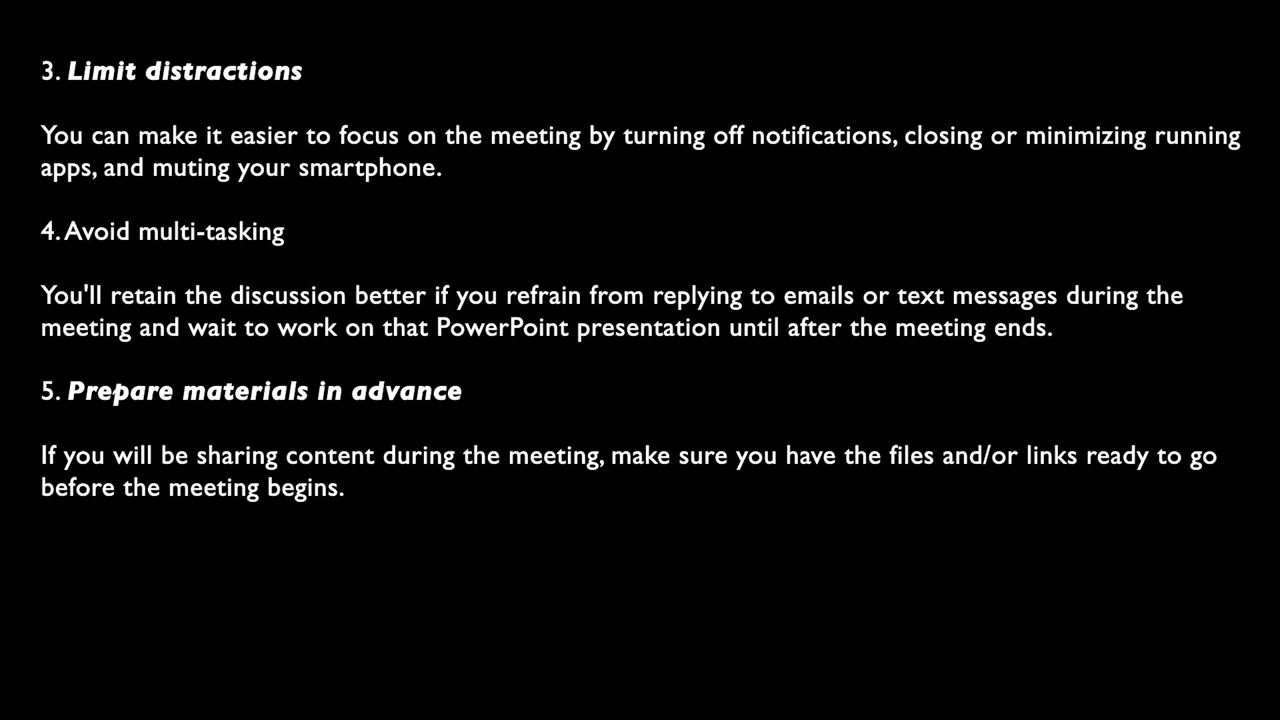 3. Limit distractions
You can make it easier to focus on the meeting by turning off notifications, closing or minimizing running
apps, and muting your smartphone.
4. Avoid multi-tasking
You'll retain the discussion better if you refrain from replying to emails or text messages during the
meeting and wait to work on that PowerPoint presentation until after the meeting ends.
5. Prepare materials in advance
If you will be sharing content during the meeting, make sure you have the files and/or links ready to go
before the meeting begins.